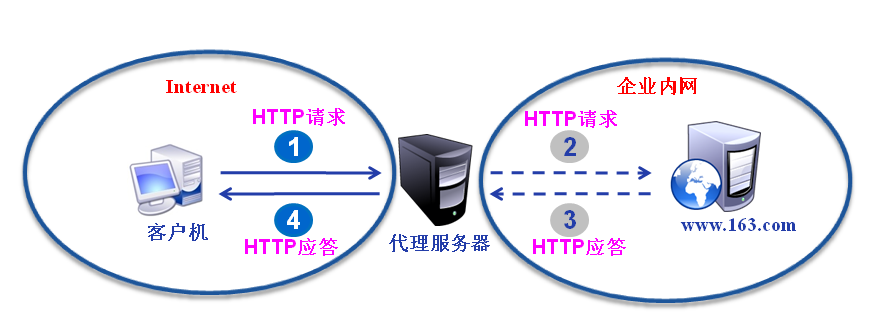 Internet
企业内网
HTTP请求
HTTP请求
1
2
4
3
客户机
HTTP应答
代理服务器
HTTP应答
www.163.com